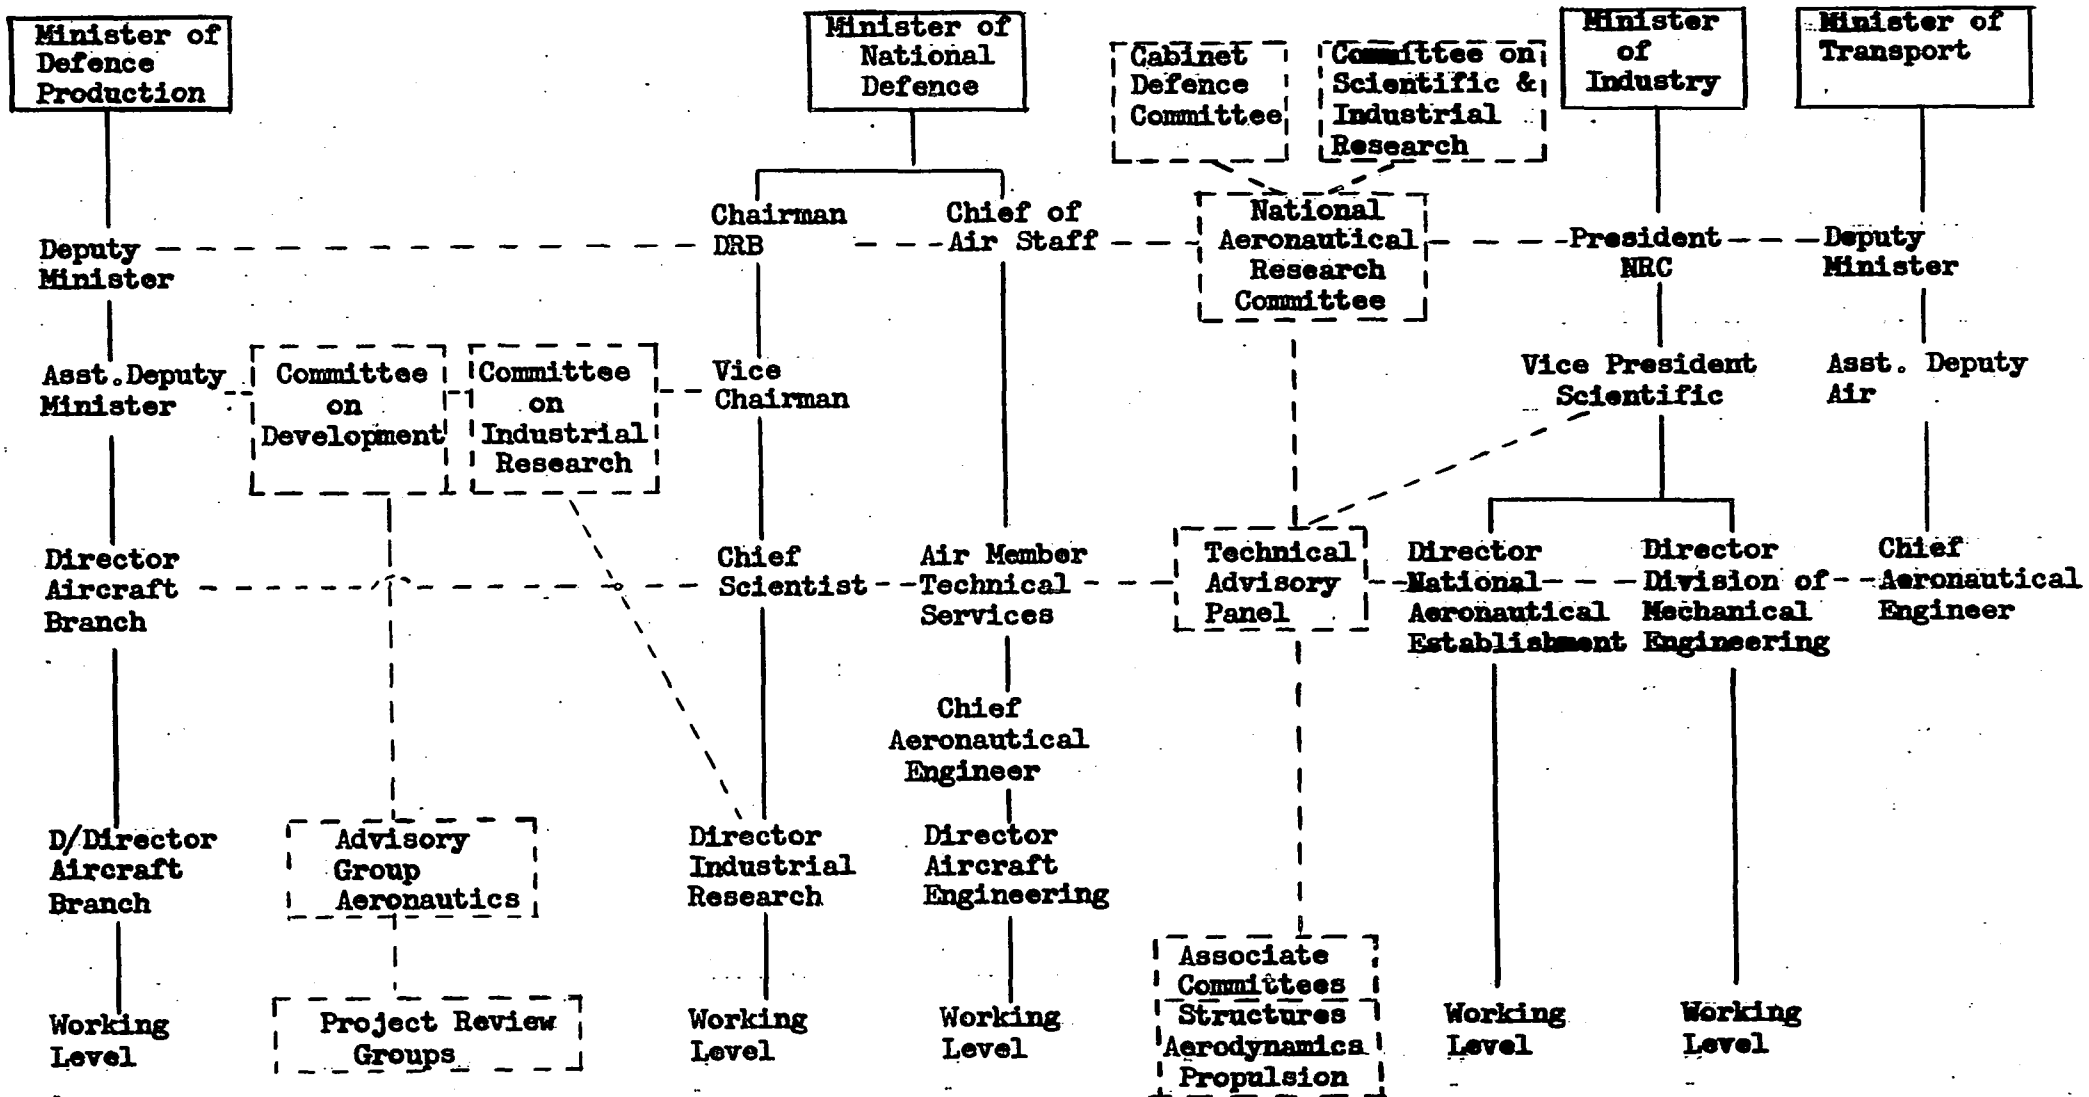 Minister of
Defence
Production
Minister of
National
Defence
Cabinet
Defence
Committee
Committee on
Scientific &
Industrial
Research
Minister
of
Industry
Minister of
Transport
Deputy
Minister
Chairman
DRB
Chief of
Air Staff
National
Aeronautical
Research
Committee
President
NRC
Deputy
Minister
Asst.Deputy
Minister
Committee
on
Development
Committee
on
Industrial
Research
Vice
Chairman
Vice President
Scientific
Asst. Deputy
Air
Director
Aircraft
Branch
Chief
Scientist
Air Member
Technical
Services
Technical
Advisory
Panel
Director
National
Aeronautical
Establishment
Director
Division of
Mechanical
Engineering
Chief
Aeronautical
Engineer
Chief
Aeronautical
Engineer
D/Director
Aircraft
Branch
Advisory
Group
Aeronautics
Director
Industrial
Research
Director
Aircraft
Engineering
Associate
Committees
Structures
Aerodynamics
Propulsion
Working
Level
Project Review
Groups
Working
Level
Working
Level
Working
Level
Working
Level